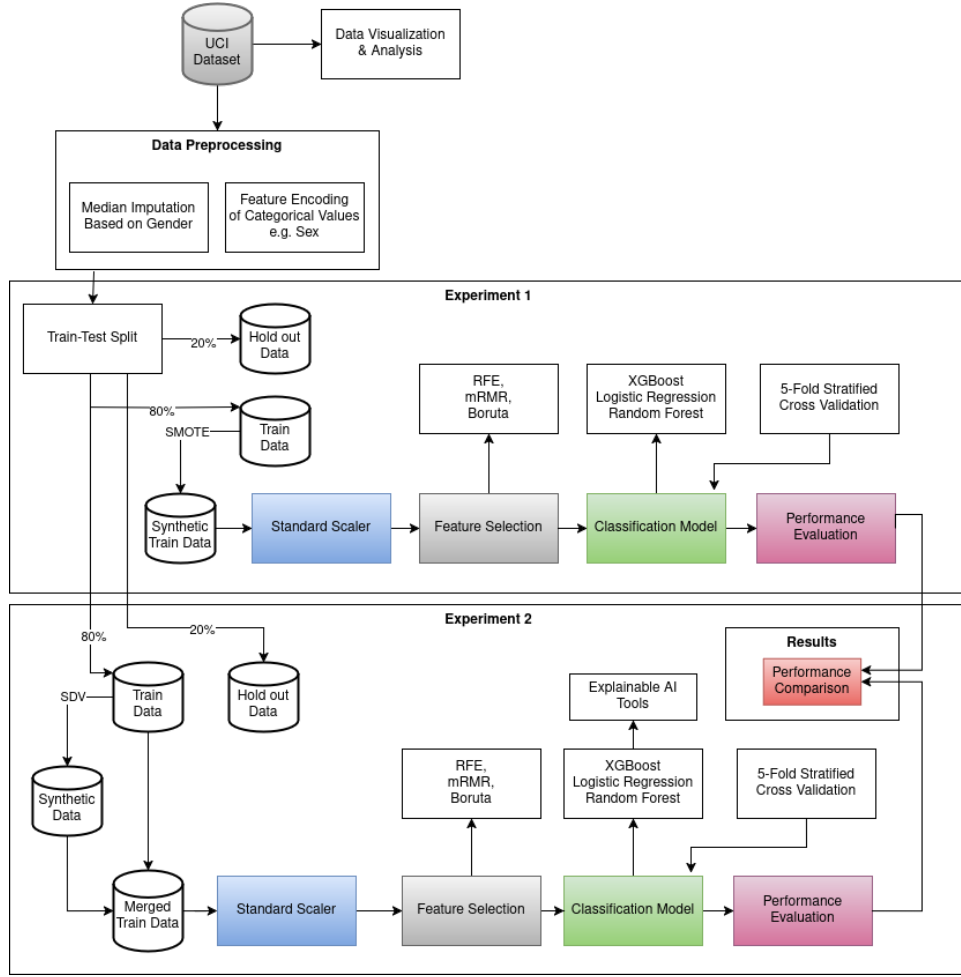 UCI
Dataset
Data Visualization
& Analysis
Data Preprocessing
Median Imputation
Based on Gender
Feature Encoding
of Categorical Values
e.g. Sex
Experiment 1
Train-Test Split
20%
Hold out
Data
80%
Train
Data
SMOTE
Synthetic
Train Data
Standard Scaler
RFE,
mRMR,
Boruta
Feature Selection
XGBoost
Logistic Regression
Random Forest
Classification Model
5-Fold Stratified
Cross Validation
Performance
Evaluation
Experiment 2
80%
20%
Train
Data
Hold out
Data
SDV
Synthetic
Data
Merged
Train Data
Standard Scaler
RFE,
mRMR,
Boruta
Feature Selection
Explainable AI
Tools
XGBoost
Logistic Regression
Random Forest
Classification Model
5-Fold Stratified
Cross Validation
Performance
Evaluation
Results
Performance
Comparison